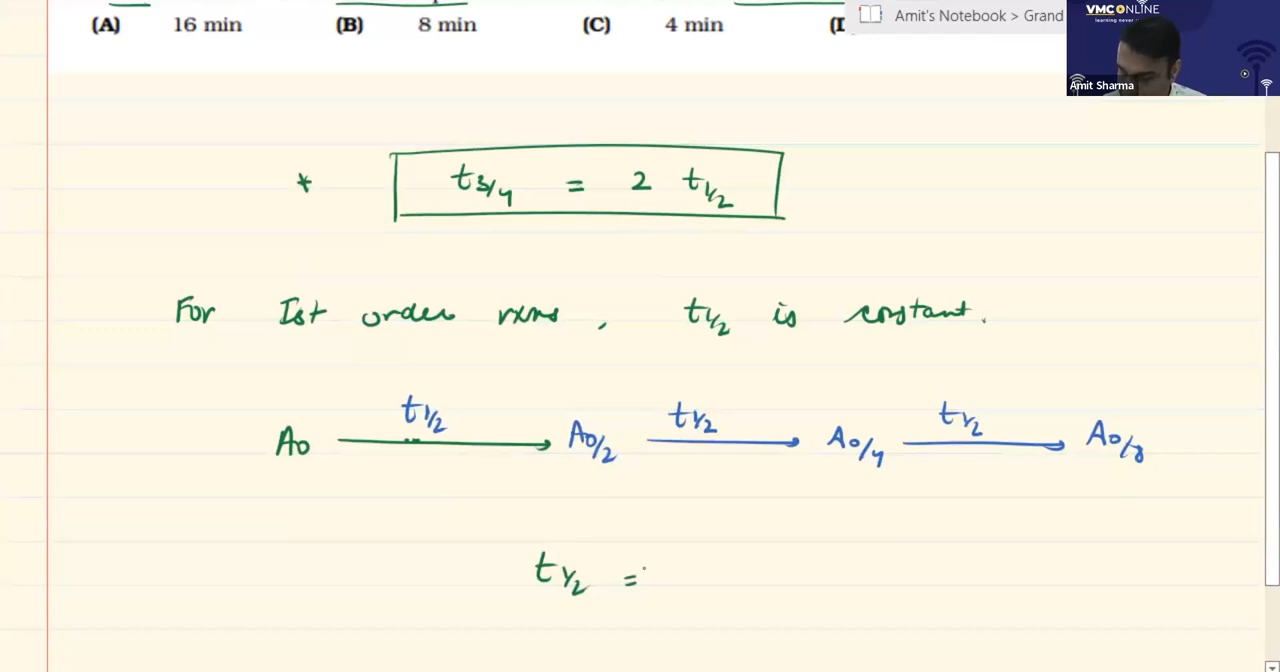 (A) 16 min (B) 8 min (C) 4 min
Amit's Notebook > Grand
VMC ONLINE
Amit Sharma
* t3/4 = 2 t1/2
For Ist order rxns, t1/2 is constant.
A0 t1/2 A0/2 t1/2 A0/4 t1/2 A0/8
t1/2 =